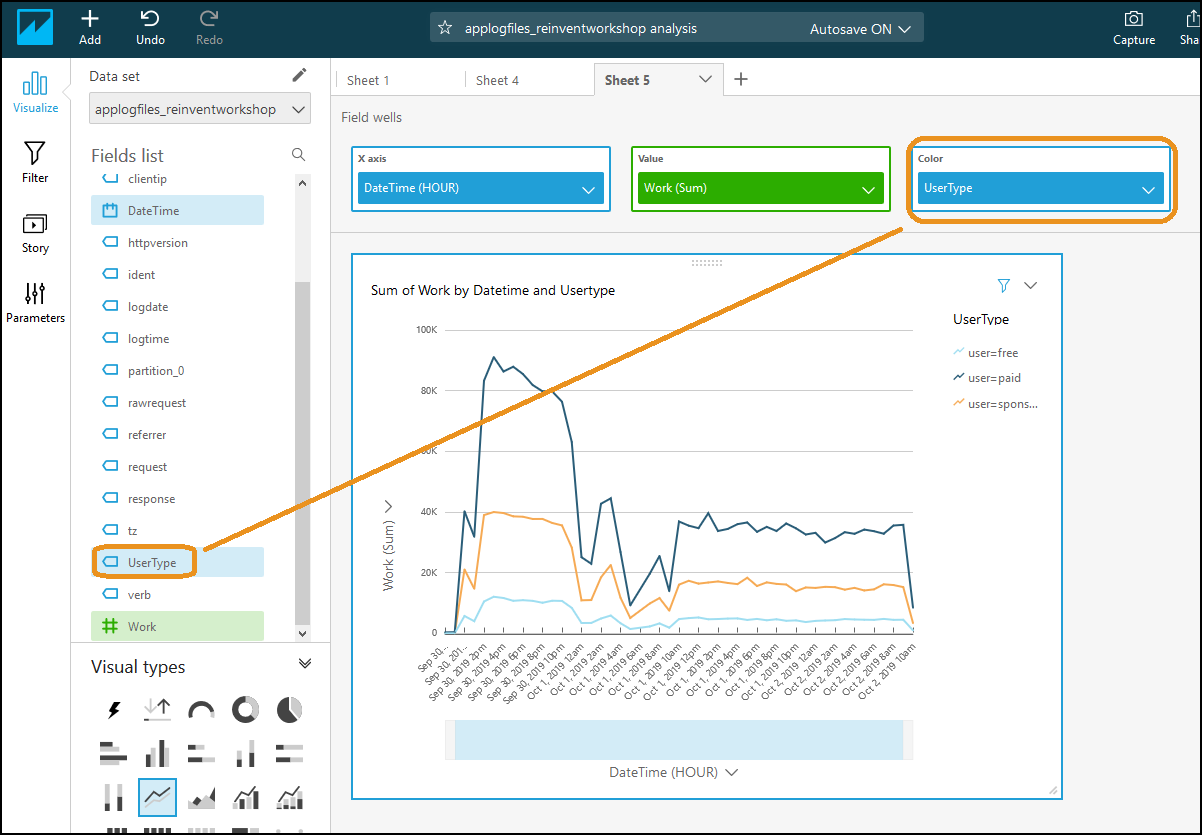 Add
Undo
Redo
applogfiles_reinventworkshop analysis
Autosave ON
Capture
Sha
Visualize
Filter
Story
Parameters
Data set
applogfiles_reinventworkshop
Fields list
clientip
DateTime
httpversion
ident
logdate
logtime
partition_0
rawrequest
referrer
request
response
tz
UserType
verb
Work
Visual types
Sheet 1
Sheet 4
Sheet 5
Field wells
X axis
DateTime (HOUR)
Value
Work (Sum)
Color
UserType
Sum of Work by Datetime and Usertype
UserType
user=free
user=paid
user=spons...
Work (Sum)
100K
80K
60K
40K
20K
0
Sep 30,...
Sep 30, 201...
Sep 30, 2019 2pm
Sep 30, 2019 4pm
Sep 30, 2019 6pm
Sep 30, 2019 8pm
Sep 30, 2019 10pm
Oct 1, 2019 12am
Oct 1, 2019 2am
Oct 1, 2019 4am
Oct 1, 2019 6am
Oct 1, 2019 8am
Oct 1, 2019 10am
Oct 1, 2019 12pm
Oct 1, 2019 2pm
Oct 1, 2019 4pm
Oct 1, 2019 6pm
Oct 1, 2019 8pm
Oct 1, 2019 10pm
Oct 2, 2019 12am
Oct 2, 2019 2am
Oct 2, 2019 4am
Oct 2, 2019 6am
Oct 2, 2019 8am
Oct 2, 2019 10am
DateTime (HOUR)